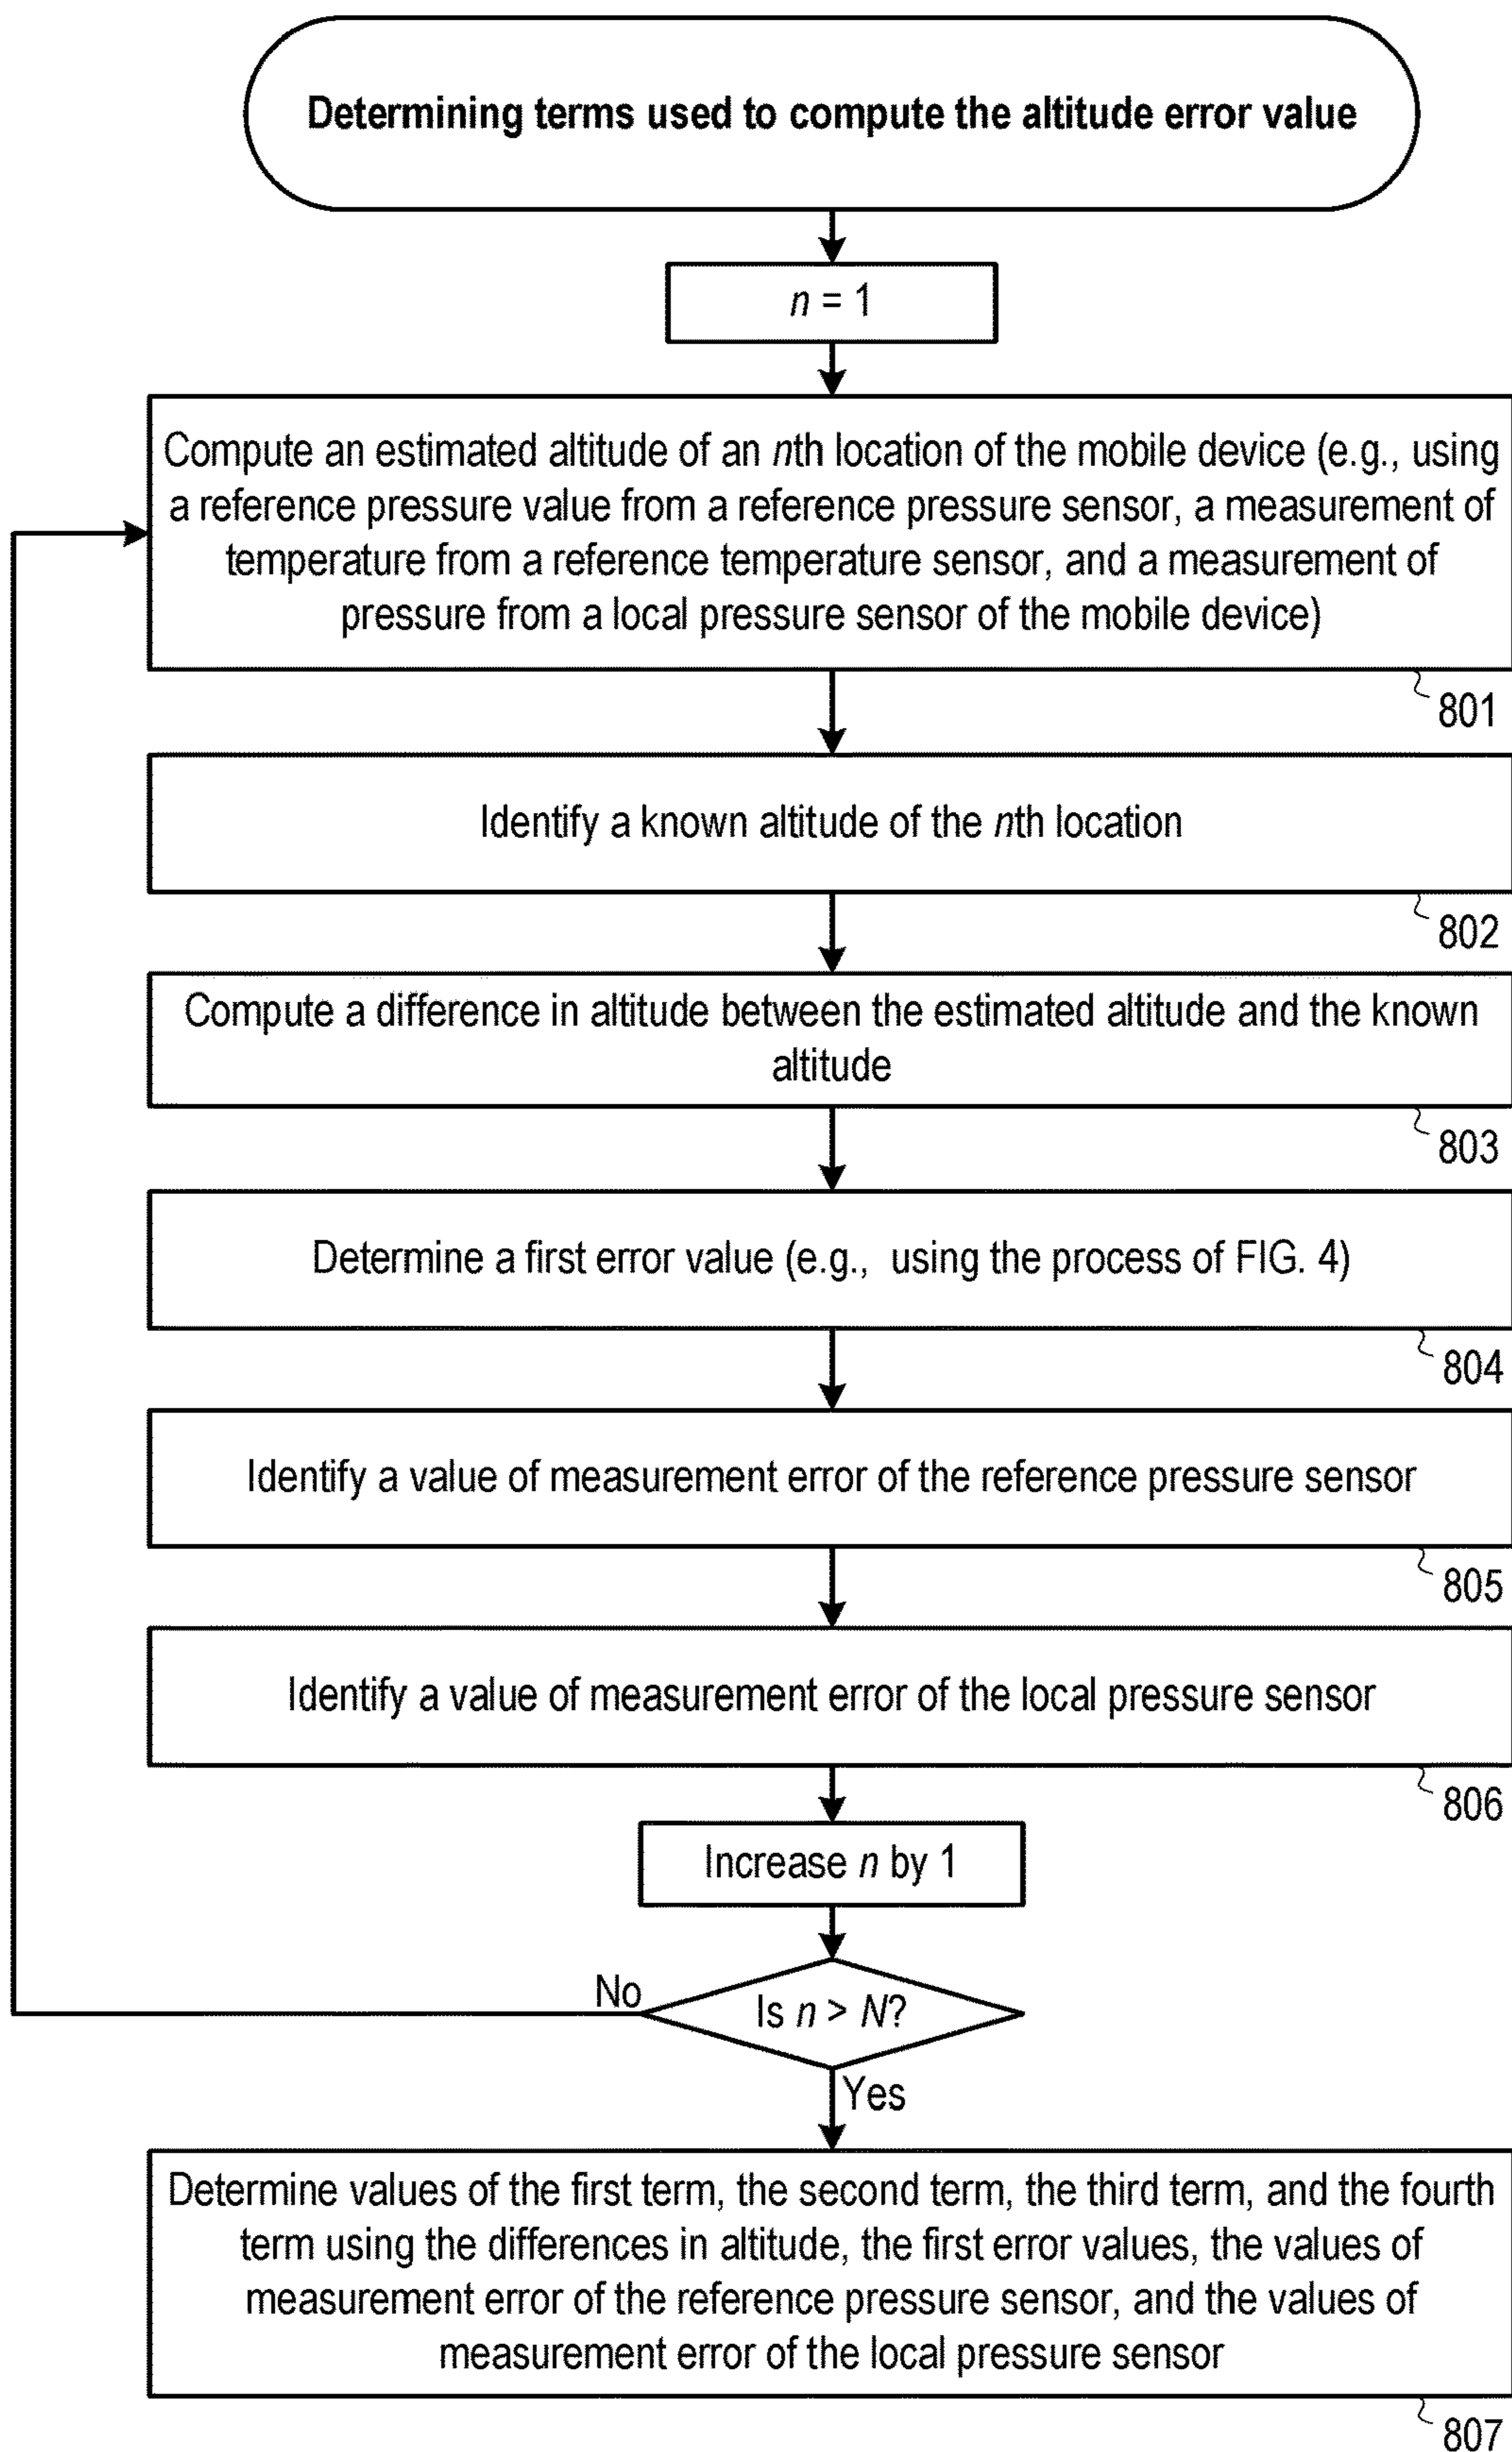 Determining terms used to compute the altitude error value
n = 1
Compute an estimated altitude of an nth location of the mobile device (e.g., using
a reference pressure value from a reference pressure sensor, a measurement of
temperature from a reference temperature sensor, and a measurement of
pressure from a local pressure sensor of the mobile device)
801
Identify a known altitude of the nth location
802
Compute a difference in altitude between the estimated altitude and the known
altitude
803
Determine a first error value (e.g., using the process of FIG. 4)
804
Identify a value of measurement error of the reference pressure sensor
805
Identify a value of measurement error of the local pressure sensor
806
Increase n by 1
No
Is n > N?
Yes
Determine values of the first term, the second term, the third term, and the fourth
term using the differences in altitude, the first error values, the values of
measurement error of the reference pressure sensor, and the values of
measurement error of the local pressure sensor
807